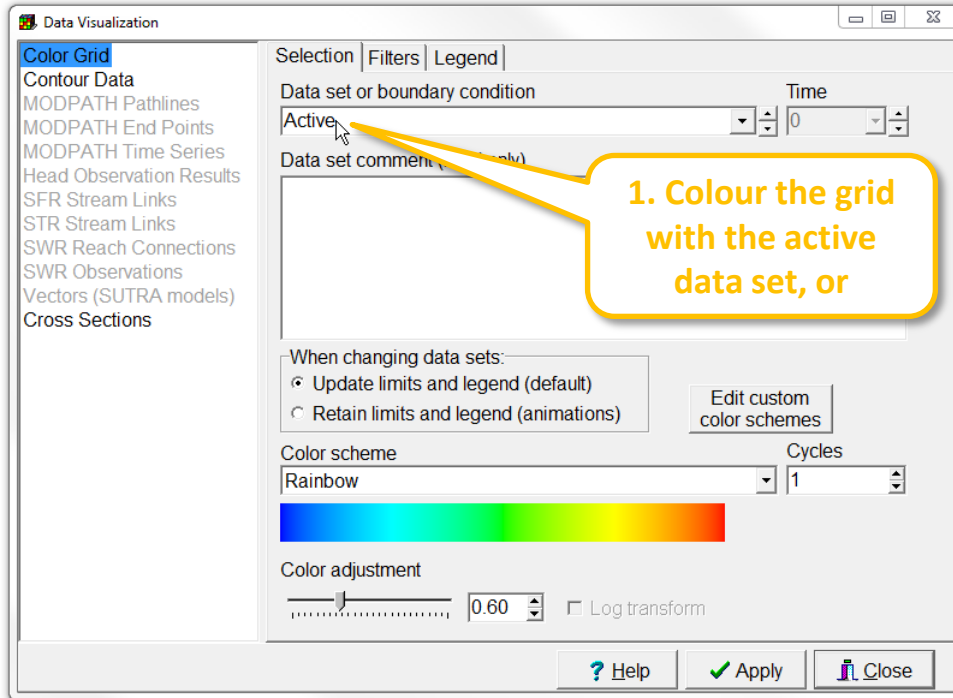 Data Visualization
Color Grid
Contour Data
MODPATH Pathlines
MODPATH End Points
MODPATH Time Series
Head Observation Results
SFR Stream Links
STR Stream Links
SWR Reach Connections
SWR Observations
Vectors (SUTRA models)
Cross Sections
Selection
Filters
Legend
Data set or boundary condition
Time
Active
0
Data set comment
1. Colour the grid
with the active
data set, or
When changing data sets:
Update limits and legend (default)
Retain limits and legend (animations)
Edit custom
color schemes
Color scheme
Cycles
Rainbow
1
Color adjustment
0.60
Log transform
? Help
Apply
Close